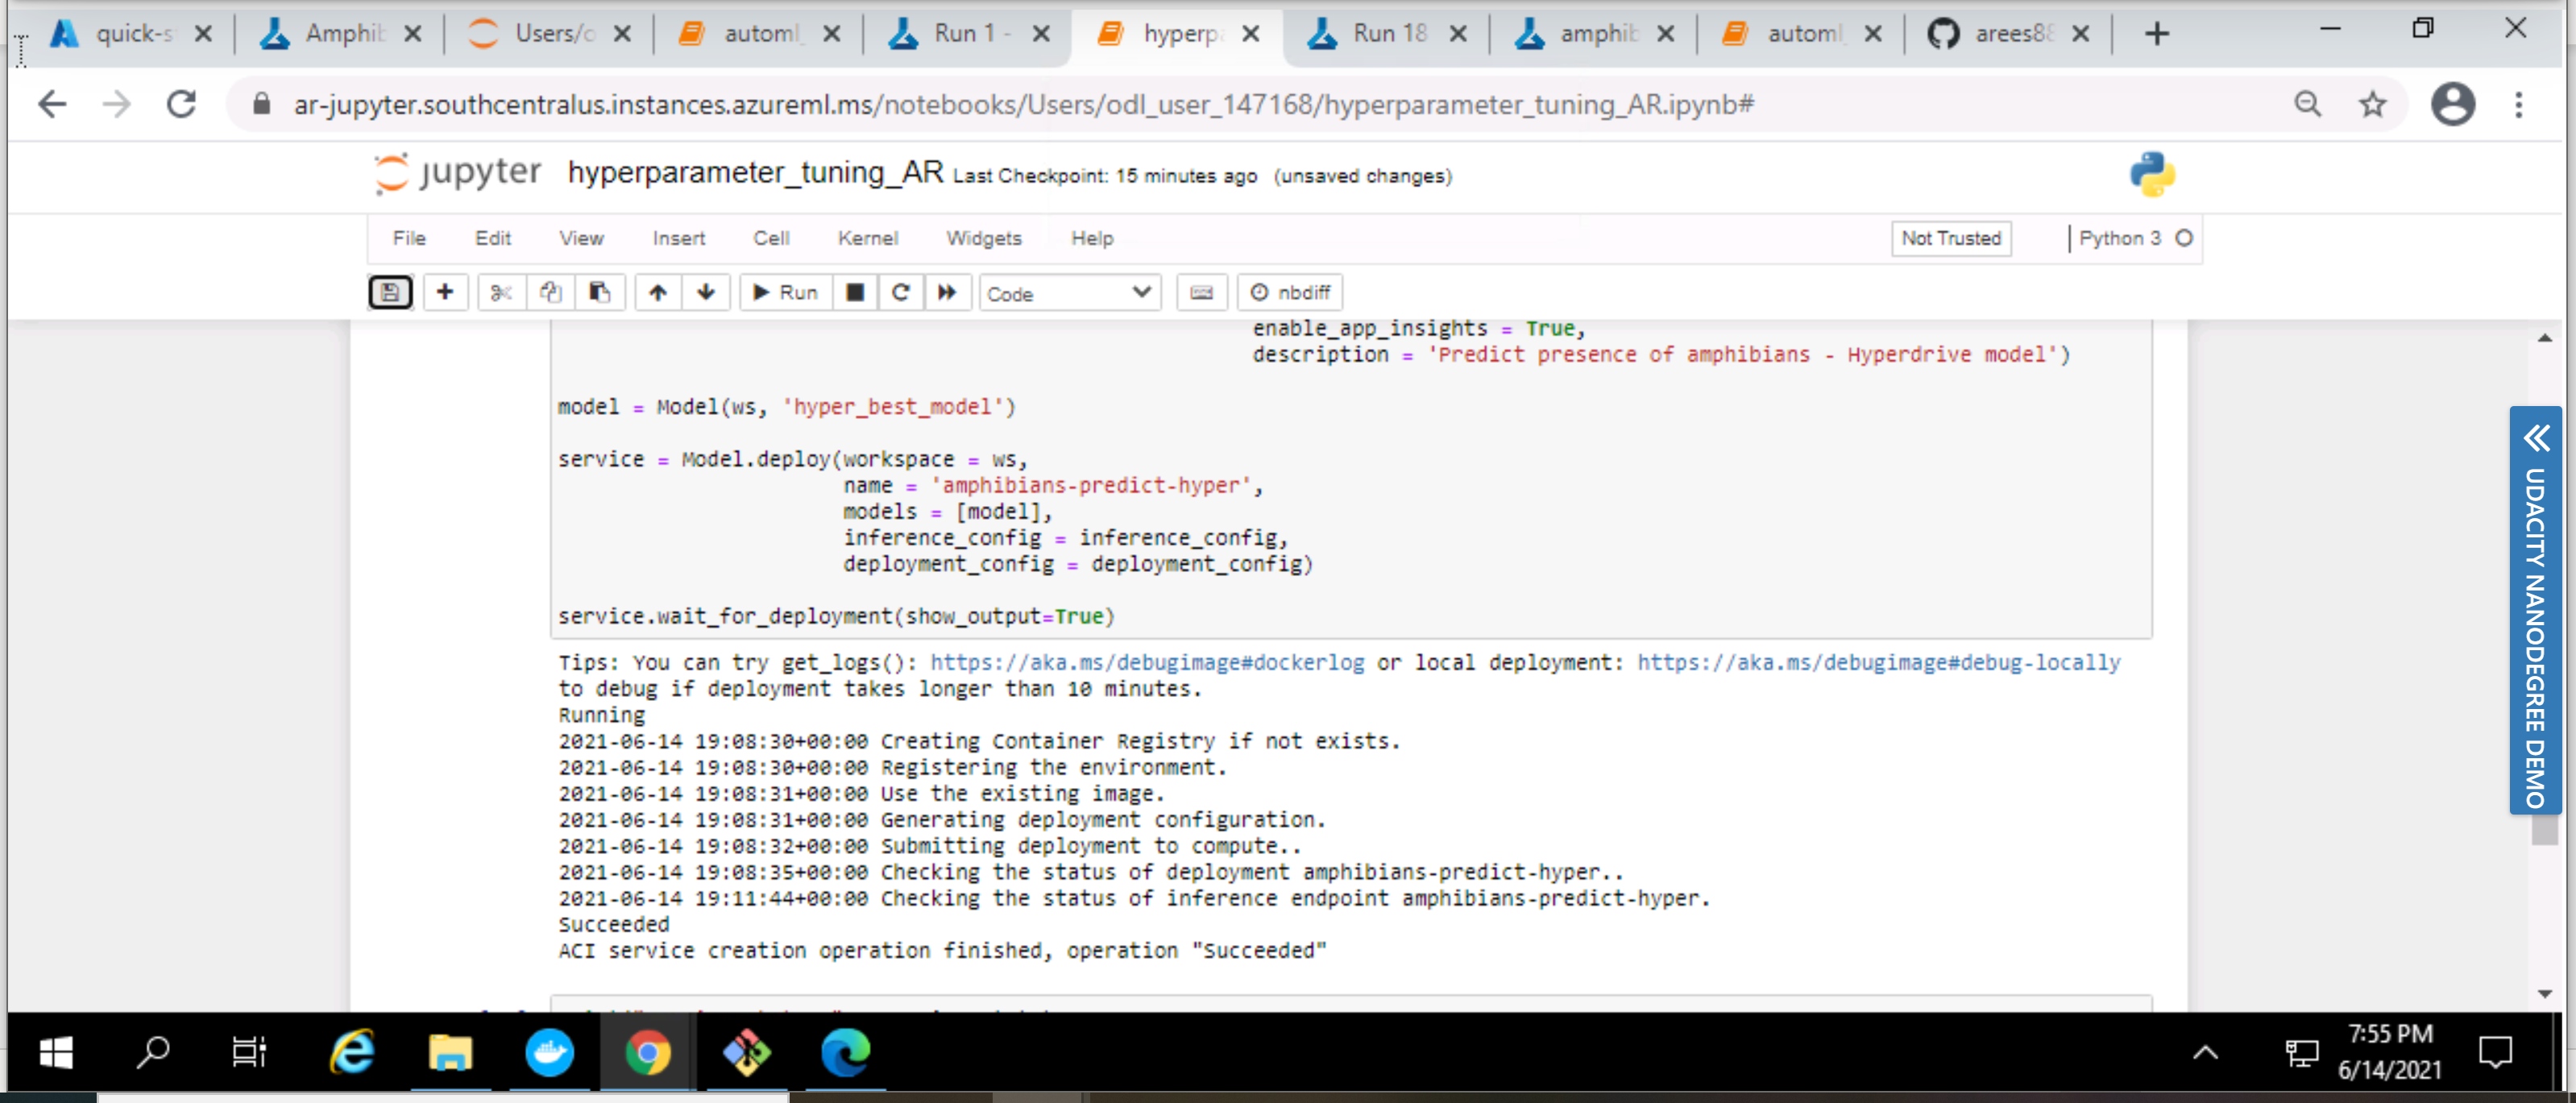 quick-s Amphib Users/o automl_ Run 1 - hyperpa Run 18 amphib automl_ arees88
ar-jupyter.southcentralus.instances.azureml.ms/notebooks/Users/odl_user_147168/hyperparameter_tuning_AR.ipynb#
jupyter hyperparameter_tuning_AR Last Checkpoint: 15 minutes ago (unsaved changes)
File Edit View Insert Cell Kernel Widgets Help Not Trusted Python 3
Run Code nbdiff
enable_app_insights = True,
description = 'Predict presence of amphibians - Hyperdrive model')
model = Model(ws, 'hyper_best_model')
service = Model.deploy(workspace = ws,
name = 'amphibians-predict-hyper',
models = [model],
inference_config = inference_config,
deployment_config = deployment_config)
service.wait_for_deployment(show_output=True)
Tips: You can try get_logs(): https://aka.ms/debugimage#dockerlog or local deployment: https://aka.ms/debugimage#debug-locally
to debug if deployment takes longer than 10 minutes.
Running
2021-06-14 19:08:30+00:00 Creating Container Registry if not exists.
2021-06-14 19:08:30+00:00 Registering the environment.
2021-06-14 19:08:31+00:00 Use the existing image.
2021-06-14 19:08:31+00:00 Generating deployment configuration.
2021-06-14 19:08:32+00:00 Submitting deployment to compute..
2021-06-14 19:08:35+00:00 Checking the status of deployment amphibians-predict-hyper..
2021-06-14 19:11:44+00:00 Checking the status of inference endpoint amphibians-predict-hyper.
Succeeded
ACI service creation operation finished, operation "Succeeded"
UDACITY NANODEGREE DEMO
7:55 PM
6/14/2021